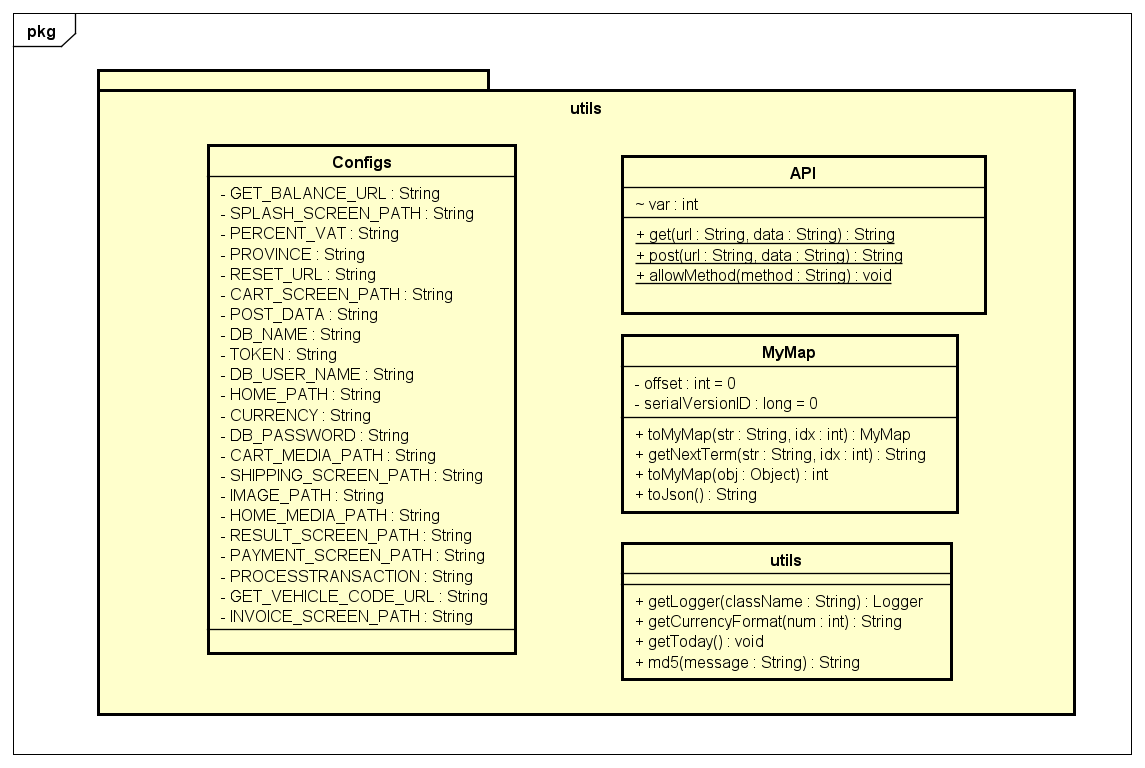 pkg
utils
Configs
- GET_BALANCE_URL : String
- SPLASH_SCREEN_PATH : String
- PERCENT_VAT : String
- PROVINCE : String
- RESET_URL : String
- CART_SCREEN_PATH : String
- POST_DATA : String
- DB_NAME : String
- TOKEN : String
- DB_USER_NAME : String
- HOME_PATH : String
- CURRENCY : String
- DB_PASSWORD : String
- CART_MEDIA_PATH : String
- SHIPPING_SCREEN_PATH : String
- IMAGE_PATH : String
- HOME_MEDIA_PATH : String
- RESULT_SCREEN_PATH : String
- PAYMENT_SCREEN_PATH : String
- PROCESSTRANSACTION : String
- GET_VEHICLE_CODE_URL : String
- INVOICE_SCREEN_PATH : String
API
~ var : int
+ get(url : String, data : String) : String
+ post(url : String, data : String) : String
+ allowMethod(method : String) : void
MyMap
- offset : int = 0
- serialVersionID : long = 0
+ toMyMap(str : String, idx : int) : MyMap
+ getNextTerm(str : String, idx : int) : String
+ toMyMap(obj : Object) : int
+ toJson() : String
utils
+ getLogger(className : String) : Logger
+ getCurrencyFormat(num : int) : String
+ getToday() : void
+ md5(message : String) : String